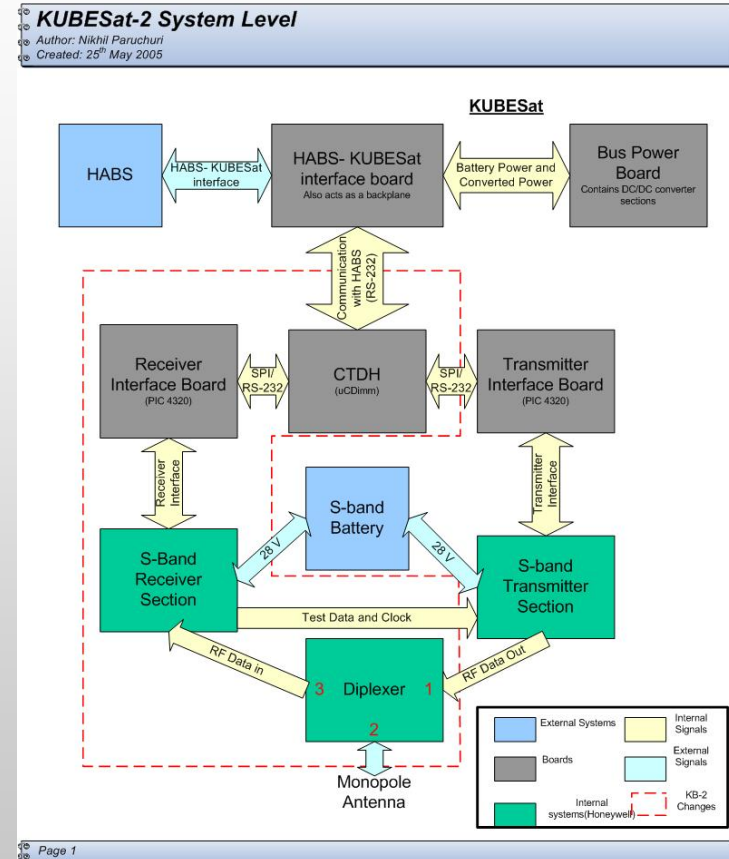 KUBESat-2 System Level
Author: Nikhil Paruchuri
Created: 25th May 2005
KUBESat
HABS
HABS- KUBESat
interface
HABS- KUBESat
interface board
Also acts as a backplane
Battery Power and
Converted Power
Bus Power
Board
Contains DC/DC converter
sections
Communication
with HABS
(RS-232)
Receiver
Interface Board
(PIC 4320)
SPI/
RS-232
CTDH
(uCDimm)
SPI/
RS-232
Transmitter
Interface Board
(PIC 4320)
Receiver
Interface
Transmitter
Interface
S-band
Battery
28 V
28 V
S-Band
Receiver
Section
S-band
Transmitter
Section
Test Data and Clock
RF Data in
RF Data Out
3 Diplexer 1
2
Monopole
Antenna
External Systems
Internal
Signals
Boards
External
Signals
Internal
systems(Honeywell)
KB-2
Changes
Page 1